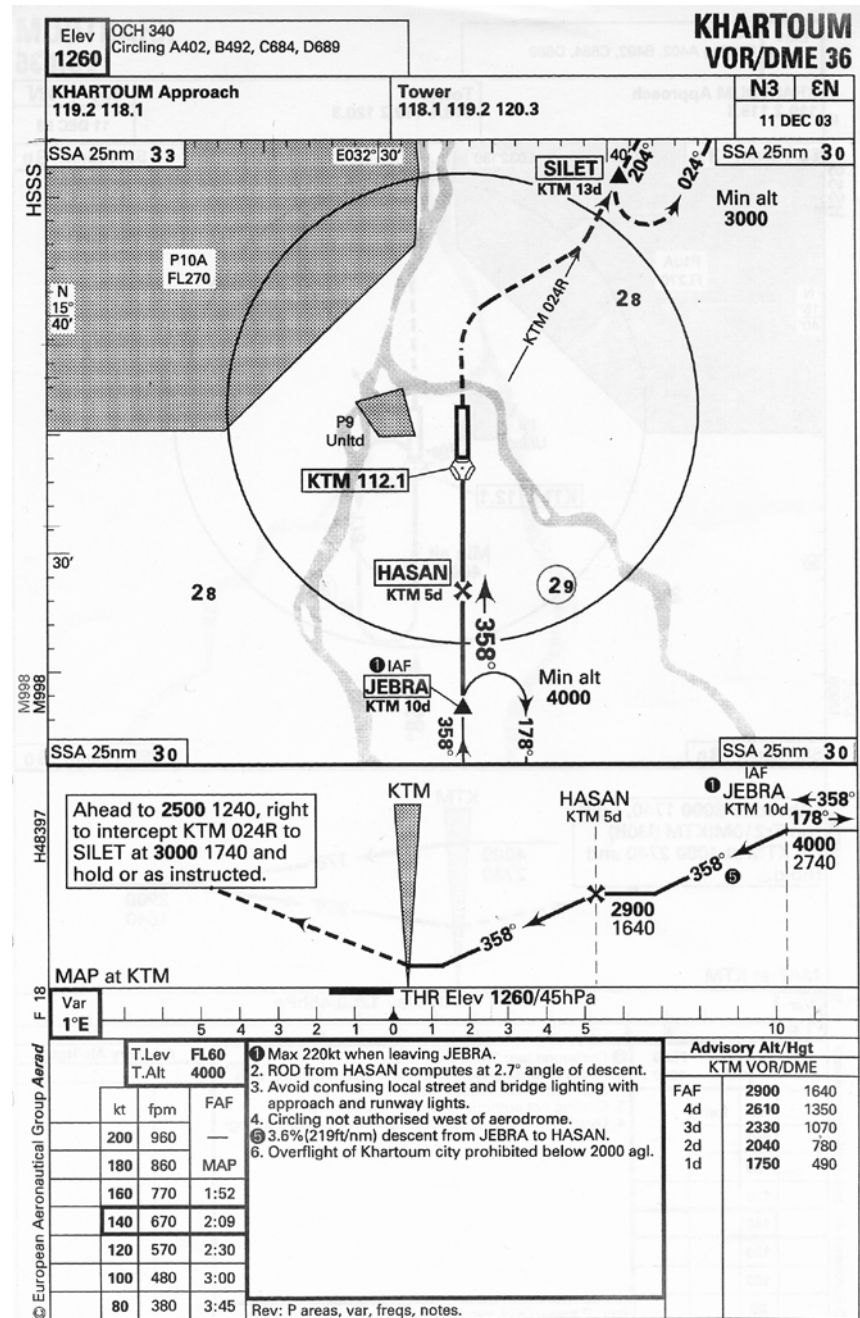 Elev
1260
OCH 340
Circling A402, B492, C684, D689
KHARTOUM
VOR/DME 36
KHARTOUM Approach
119.2 118.1
Tower
118.1 119.2 120.3
N3
11 DEC 03
SSA 25nm 33
E032° 30'
40'
SSA 25nm 30
HSSS
SILET
KTM 13d
204°
024°
Min alt
3000
P10A
FL270
N
15°
40'
28
KTM 024R
P9
Unltd
KTM 112.1
30'
HASAN
KTM 5d
28
29
358°
❶ IAF
JEBRA
KTM 10d
Min alt
4000
358°
178°
M998
M998
SSA 25nm 30
SSA 25nm 30
H48397
Ahead to 2500 1240, right
to intercept KTM 024R to
SILET at 3000 1740 and
hold or as instructed.
KTM
HASAN
KTM 5d
IAF
❶ JEBRA
KTM 10d
358°
178°
4000
2740
358°
❺
2900
1640
358°
MAP at KTM
THR Elev 1260/45hPa
F 18
Var
1°E
5 4 3 2 1 0 1 2 3 4 5 10
T.Lev FL60
T.Alt 4000
kt fpm FAF
200 960 —
180 860 MAP
160 770 1:52
140 670 2:09
120 570 2:30
100 480 3:00
80 380 3:45
❶ Max 220kt when leaving JEBRA.
2. ROD from HASAN computes at 2.7° angle of descent.
3. Avoid confusing local street and bridge lighting with
approach and runway lights.
4. Circling not authorised west of aerodrome.
❺ 3.6%(219ft/nm) descent from JEBRA to HASAN.
6. Overflight of Khartoum city prohibited below 2000 agl.
Rev: P areas, var, freqs, notes.
Advisory Alt/Hgt
KTM VOR/DME
FAF 2900 1640
4d 2610 1350
3d 2330 1070
2d 2040 780
1d 1750 490
© European Aeronautical Group Aerad